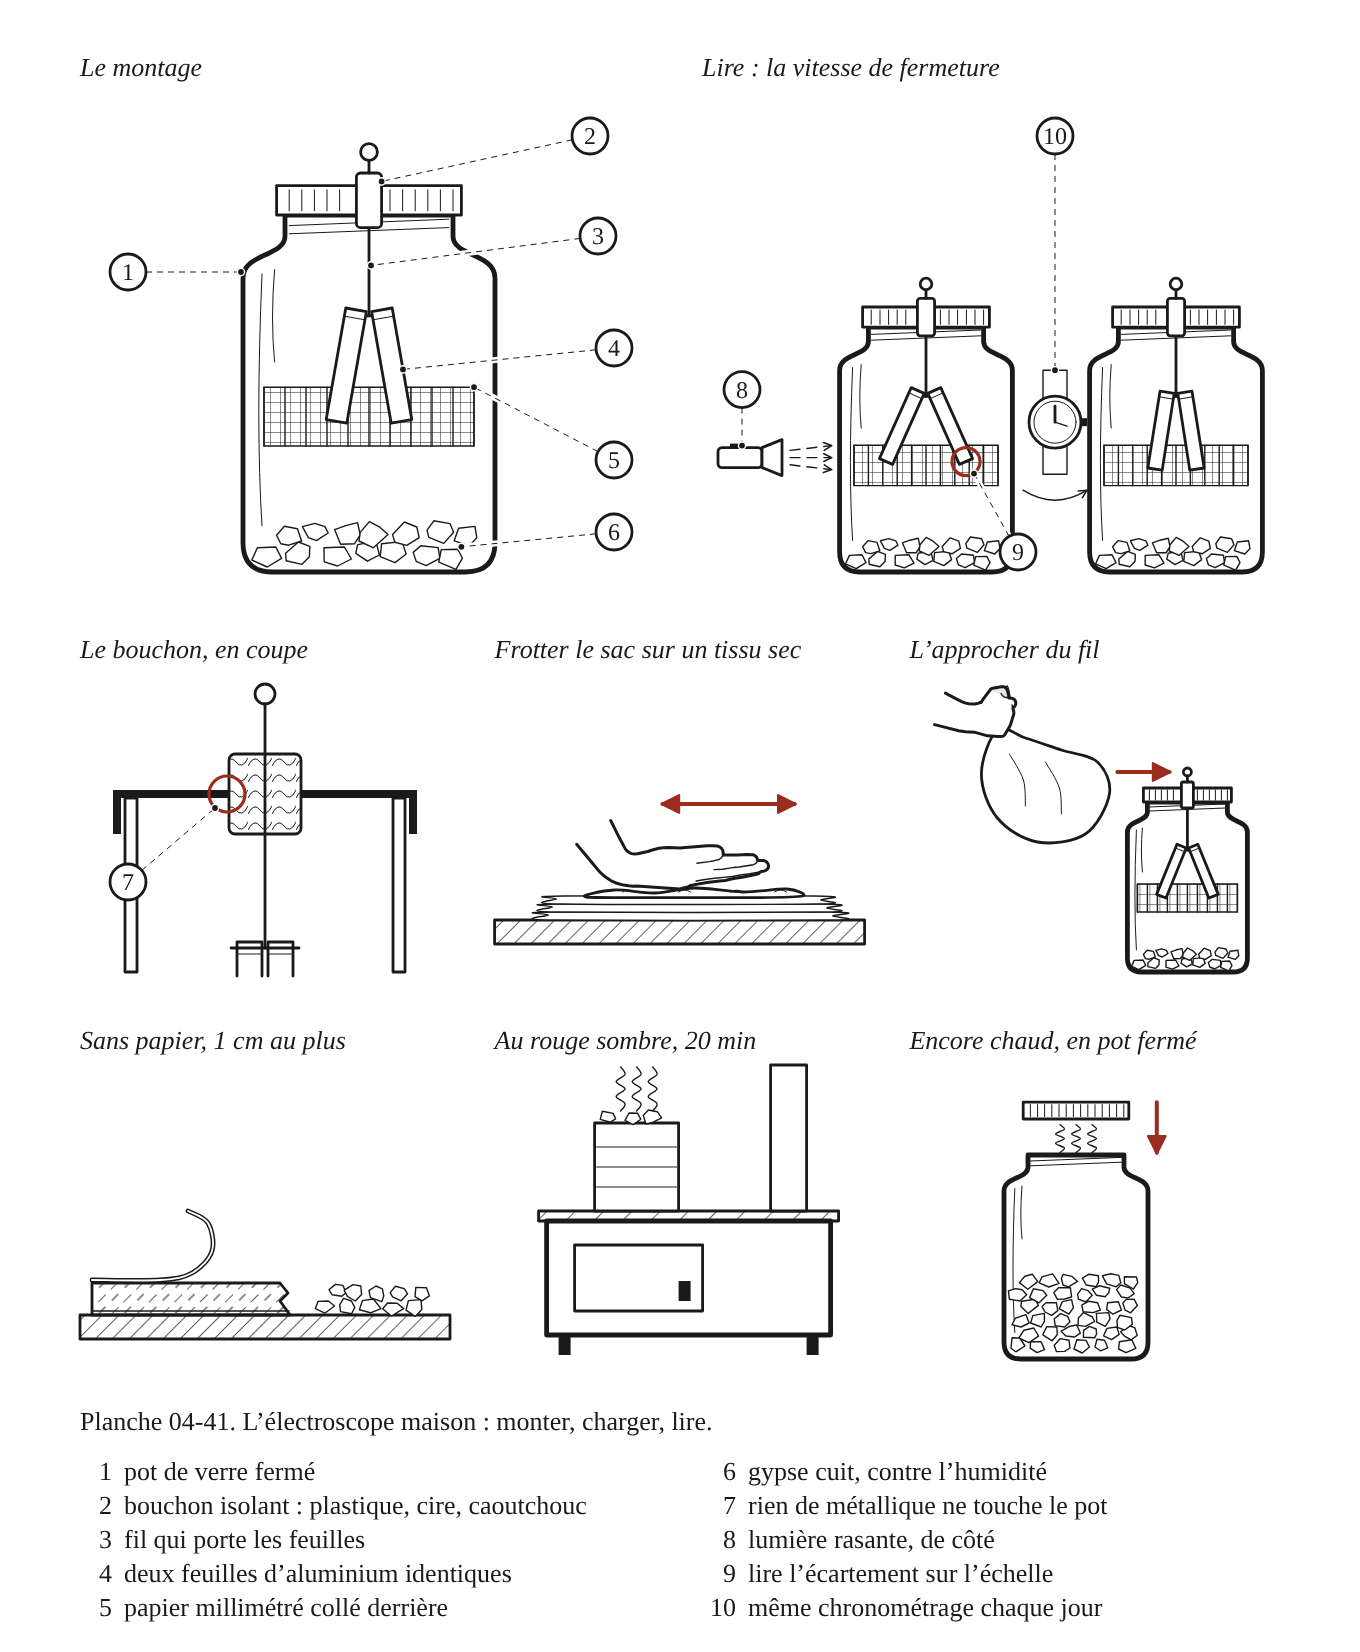 Le montage
Lire : la vitesse de fermeture
2
10
3
1
4
8
5
6
9
Le bouchon, en coupe
Frotter le sac sur un tissu sec
L’approcher du fil
7
Sans papier, 1 cm au plus
Au rouge sombre, 20 min
Encore chaud, en pot fermé
Planche 04-41. L’électroscope maison : monter, charger, lire.
1 pot de verre fermé
2 bouchon isolant : plastique, cire, caoutchouc
3 fil qui porte les feuilles
4 deux feuilles d’aluminium identiques
5 papier millimétré collé derrière
6 gypse cuit, contre l’humidité
7 rien de métallique ne touche le pot
8 lumière rasante, de côté
9 lire l’écartement sur l’échelle
10 même chronométrage chaque jour